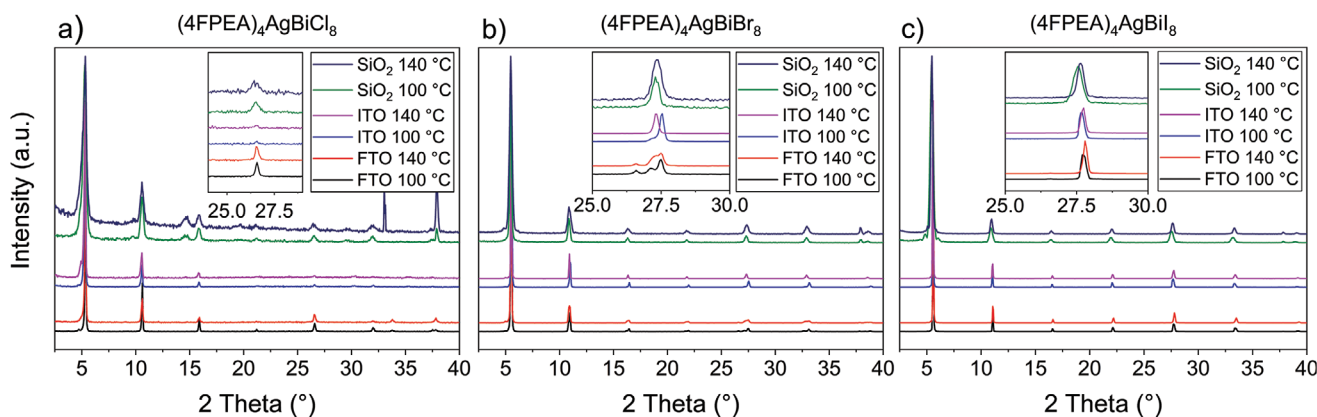 a)
(4FPEA)₄AgBiCl₈
SiO₂ 140 °C
SiO₂ 100 °C
ITO 140 °C
ITO 100 °C
FTO 140 °C
FTO 100 °C
25.0 27.5
Intensity (a.u.)
5 10 15 20 25 30 35 40
2 Theta (°)
b)
(4FPEA)₄AgBiBr₈
SiO₂ 140 °C
SiO₂ 100 °C
ITO 140 °C
ITO 100 °C
FTO 140 °C
FTO 100 °C
25.0 27.5 30.0
5 10 15 20 25 30 35 40
2 Theta (°)
c)
(4FPEA)₄AgBiI₈
SiO₂ 140 °C
SiO₂ 100 °C
ITO 140 °C
ITO 100 °C
FTO 140 °C
FTO 100 °C
25.0 27.5 30.0
5 10 15 20 25 30 35 40
2 Theta (°)